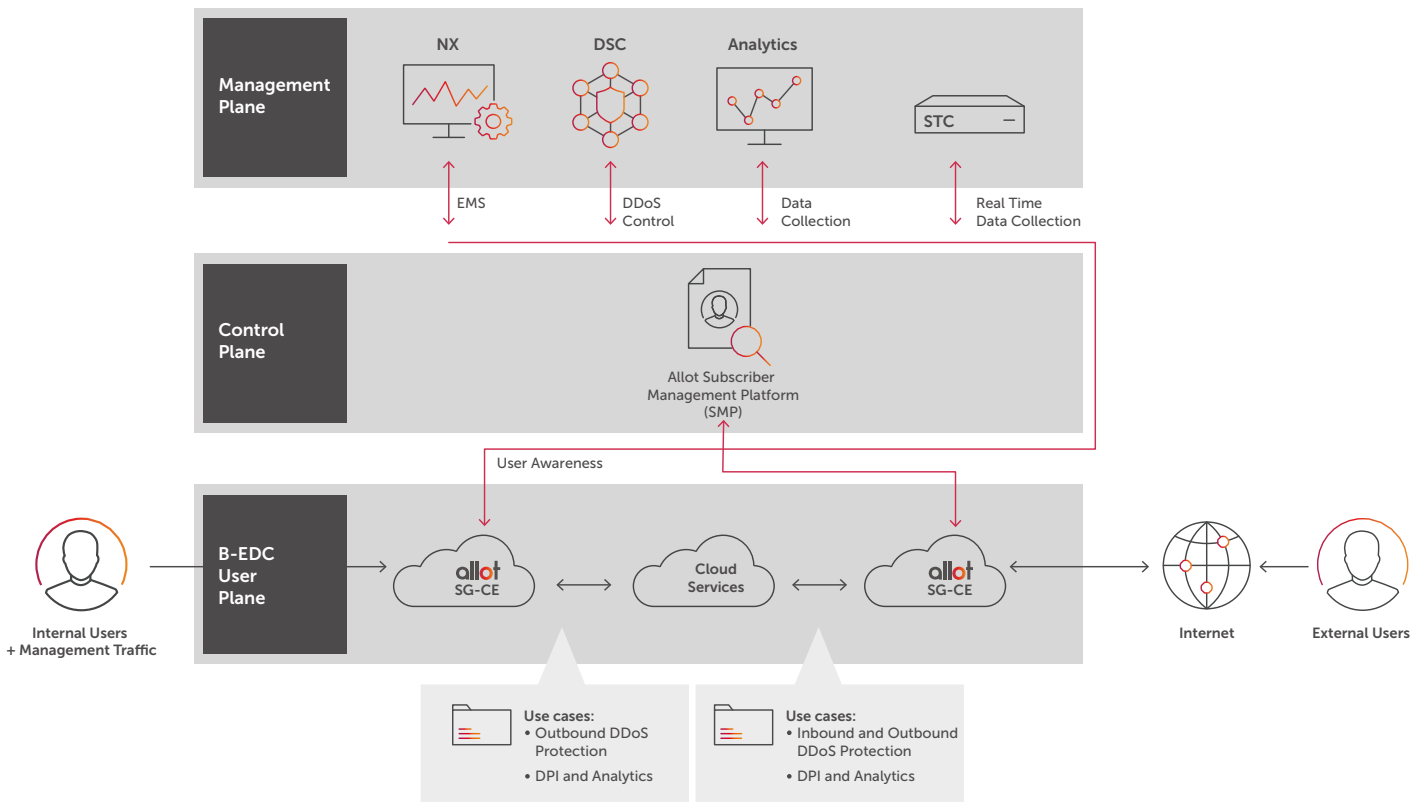 Management
Plane
NX
DSC
Analytics
STC
EMS
DDoS
Control
Data
Collection
Real Time
Data Collection
Control
Plane
Allot Subscriber
Management Platform
(SMP)
User Awareness
B-EDC
User
Plane
Internal Users
+ Management Traffic
allot
SG-CE
Cloud
Services
allot
SG-CE
Internet
External Users
Use cases:
• Outbound DDoS
Protection
• DPI and Analytics
Use cases:
• Inbound and Outbound
DDoS Protection
• DPI and Analytics